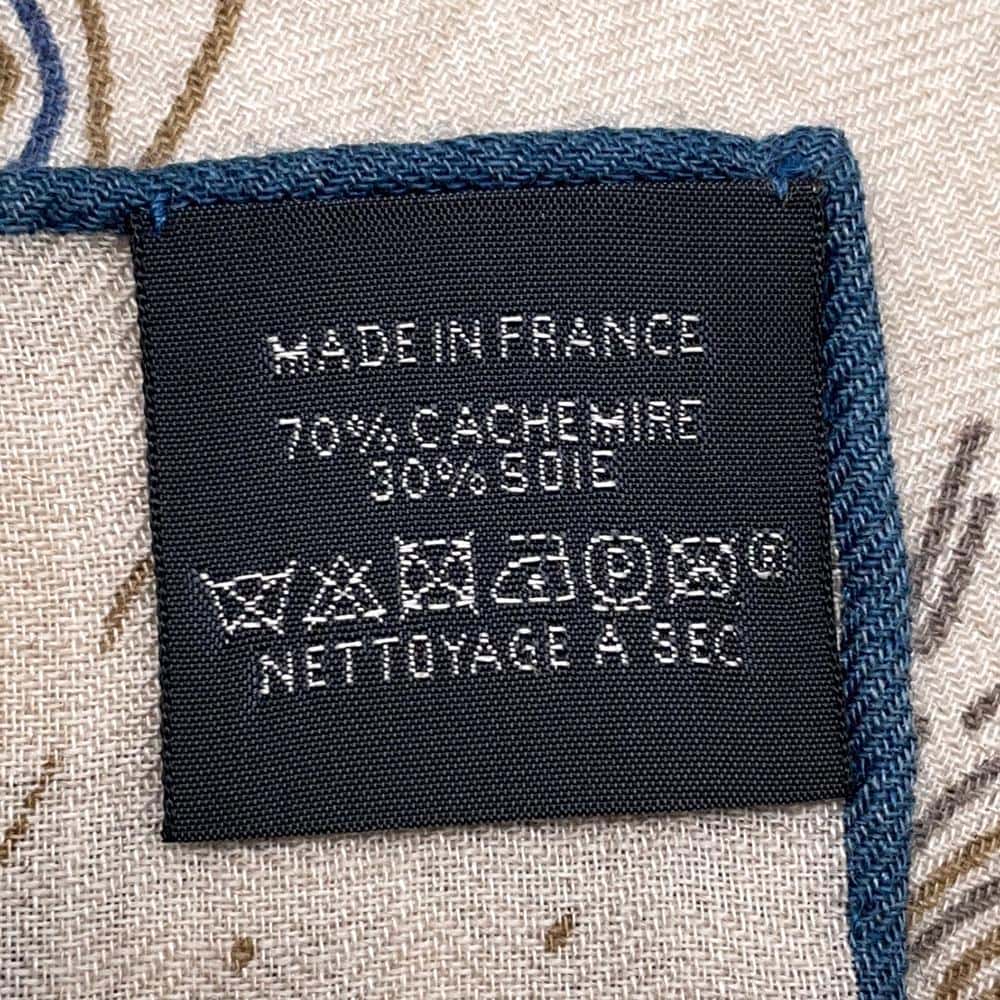 MADE IN FRANCE
70% CACHEMIRE
30% SOIE
P ®
NETTOYAGE À SEC